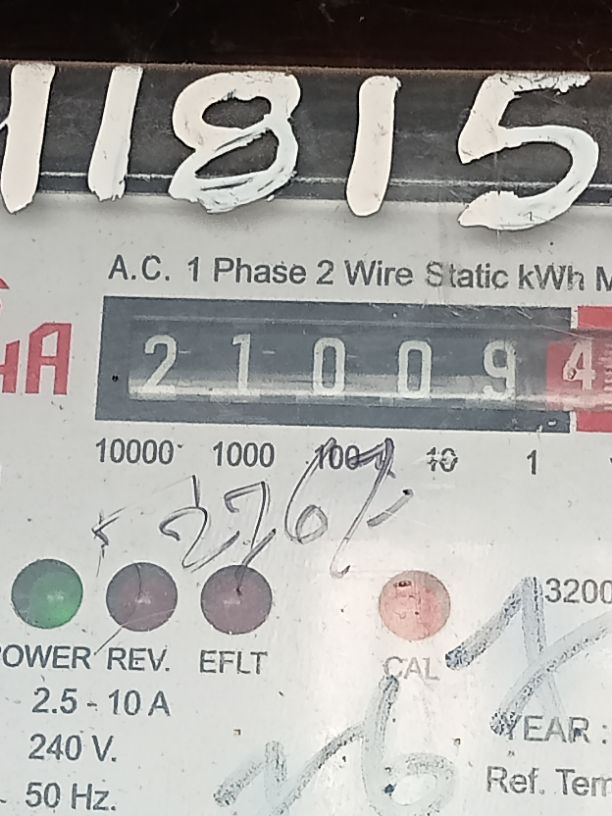 11815
A.C. 1 Phase 2 Wire Static kWh M
HA
2 1 0 0 9 4
10000 1000 100 10 1
2267
3200
POWER REV. EFLT CAL
2.5 - 10 A
240 V.
YEAR :
50 Hz.
Ref. Tem